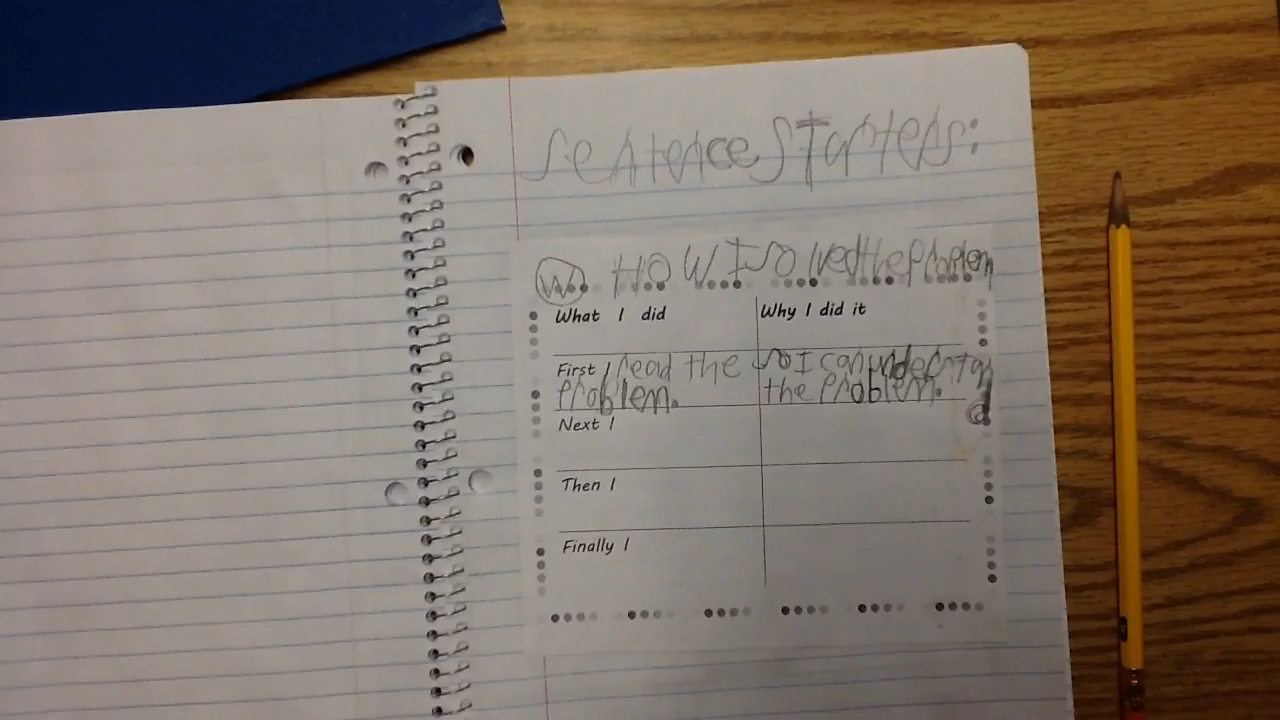 Sentence Starters:
W. How I solved the Problem
What I did
Why I did it
First I read the
problem.
so I can understand
the problem.
Next I
Then I
Finally I